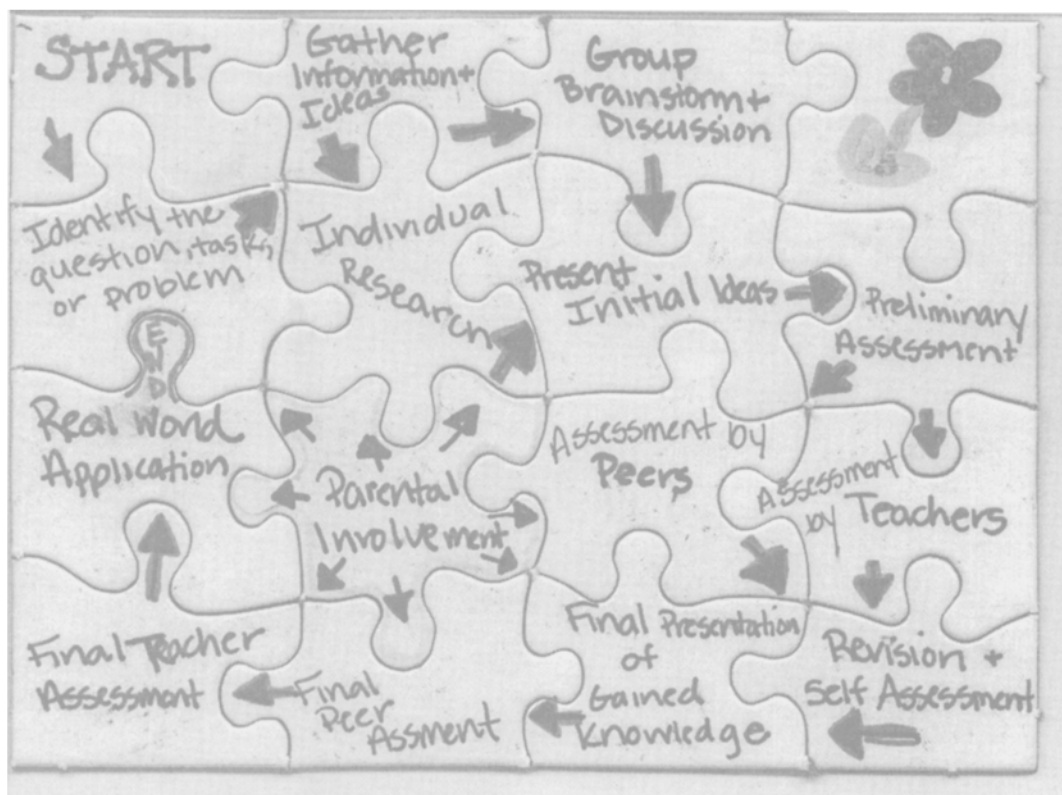 START
Gather
Information+
Ideas
Group
Brainstorm+
Discussion
Identify the
question, task,
or problem
Individual
Research
Present
Initial Ideas
Preliminary
Assessment
END
Real World
Application
Parental
Involvement
Assessment by
Peers
Assessment
by Teachers
Final Teacher
Assessment
Final
Peer
Assment
Final Presentation
of
Gained
Knowledge
Revision +
Self Assessment